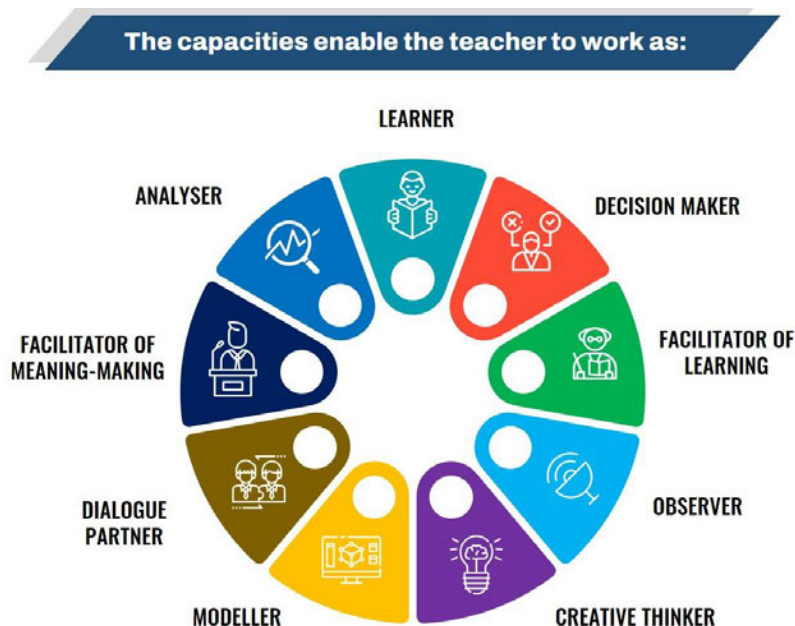 The capacities enable the teacher to work as:
LEARNER
DECISION MAKER
FACILITATOR OF
LEARNING
OBSERVER
CREATIVE THINKER
MODELLER
DIALOGUE
PARTNER
FACILITATOR OF
MEANING-MAKING
ANALYSER